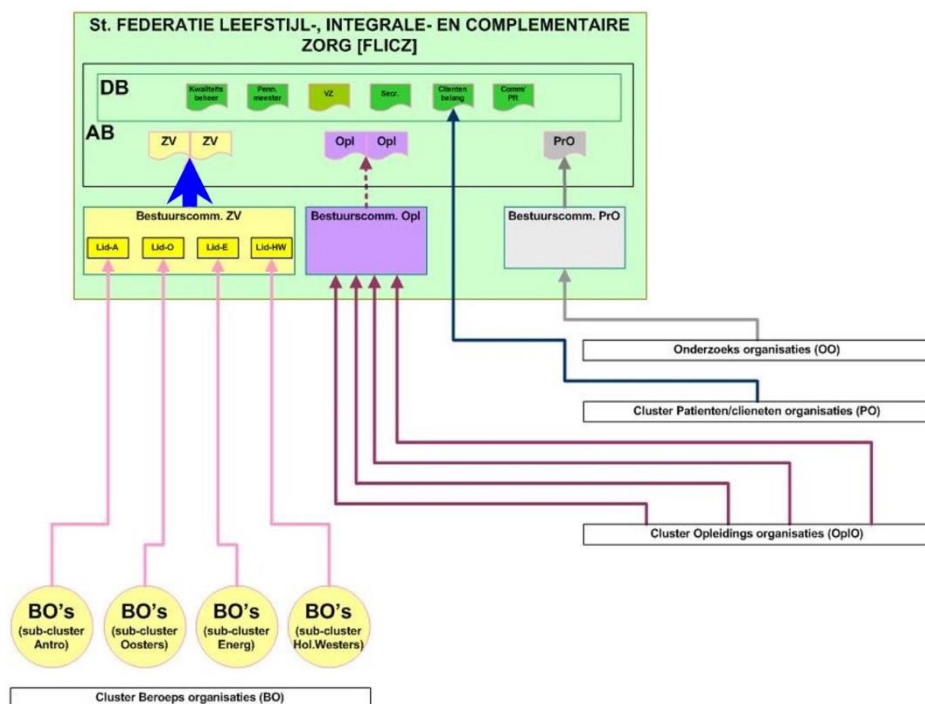 St. FEDERATIE LEEFSTIJL-, INTEGRALE- EN COMPLEMENTAIRE
ZORG [FLICZ]
DB
Kwaliteits
beheer
Penn.
meester
VZ
Secr.
Clienten
belang
Comm/
PR
AB
ZV
ZV
Opl
Opl
PrO
Bestuurscomm. ZV
Bestuurscomm. Opl
Bestuurscomm. PrO
Lid-A
Lid-O
Lid-E
Lid-HW
Onderzoeks organisaties (OO)
Cluster Patienten/clieneten organisaties (PO)
Cluster Opleidings organisaties (OplO)
BO's
(sub-cluster
Antro)
BO's
(sub-cluster
Oosters)
BO's
(sub-cluster
Energ)
BO's
(sub-cluster
Hol.Westers)
Cluster Beroeps organisaties (BO)